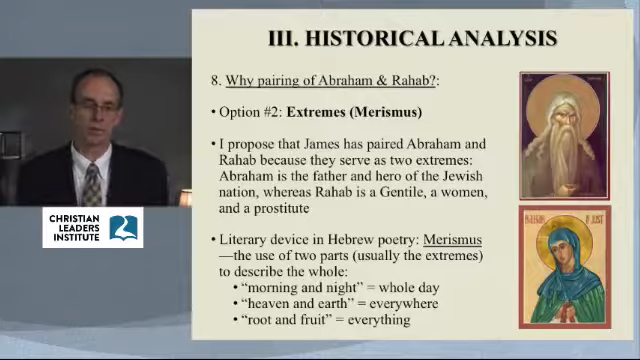 III. HISTORICAL ANALYSIS
8. Why pairing of Abraham & Rahab?:
• Option #2: Extremes (Merismus)
• I propose that James has paired Abraham and
Rahab because they serve as two extremes:
Abraham is the father and hero of the Jewish
nation, whereas Rahab is a Gentile, a women,
and a prostitute
• Literary device in Hebrew poetry: Merismus
—the use of two parts (usually the extremes)
to describe the whole:
• “morning and night” = whole day
• “heaven and earth” = everywhere
• “root and fruit” = everything
CHRISTIAN
LEADERS
INSTITUTE